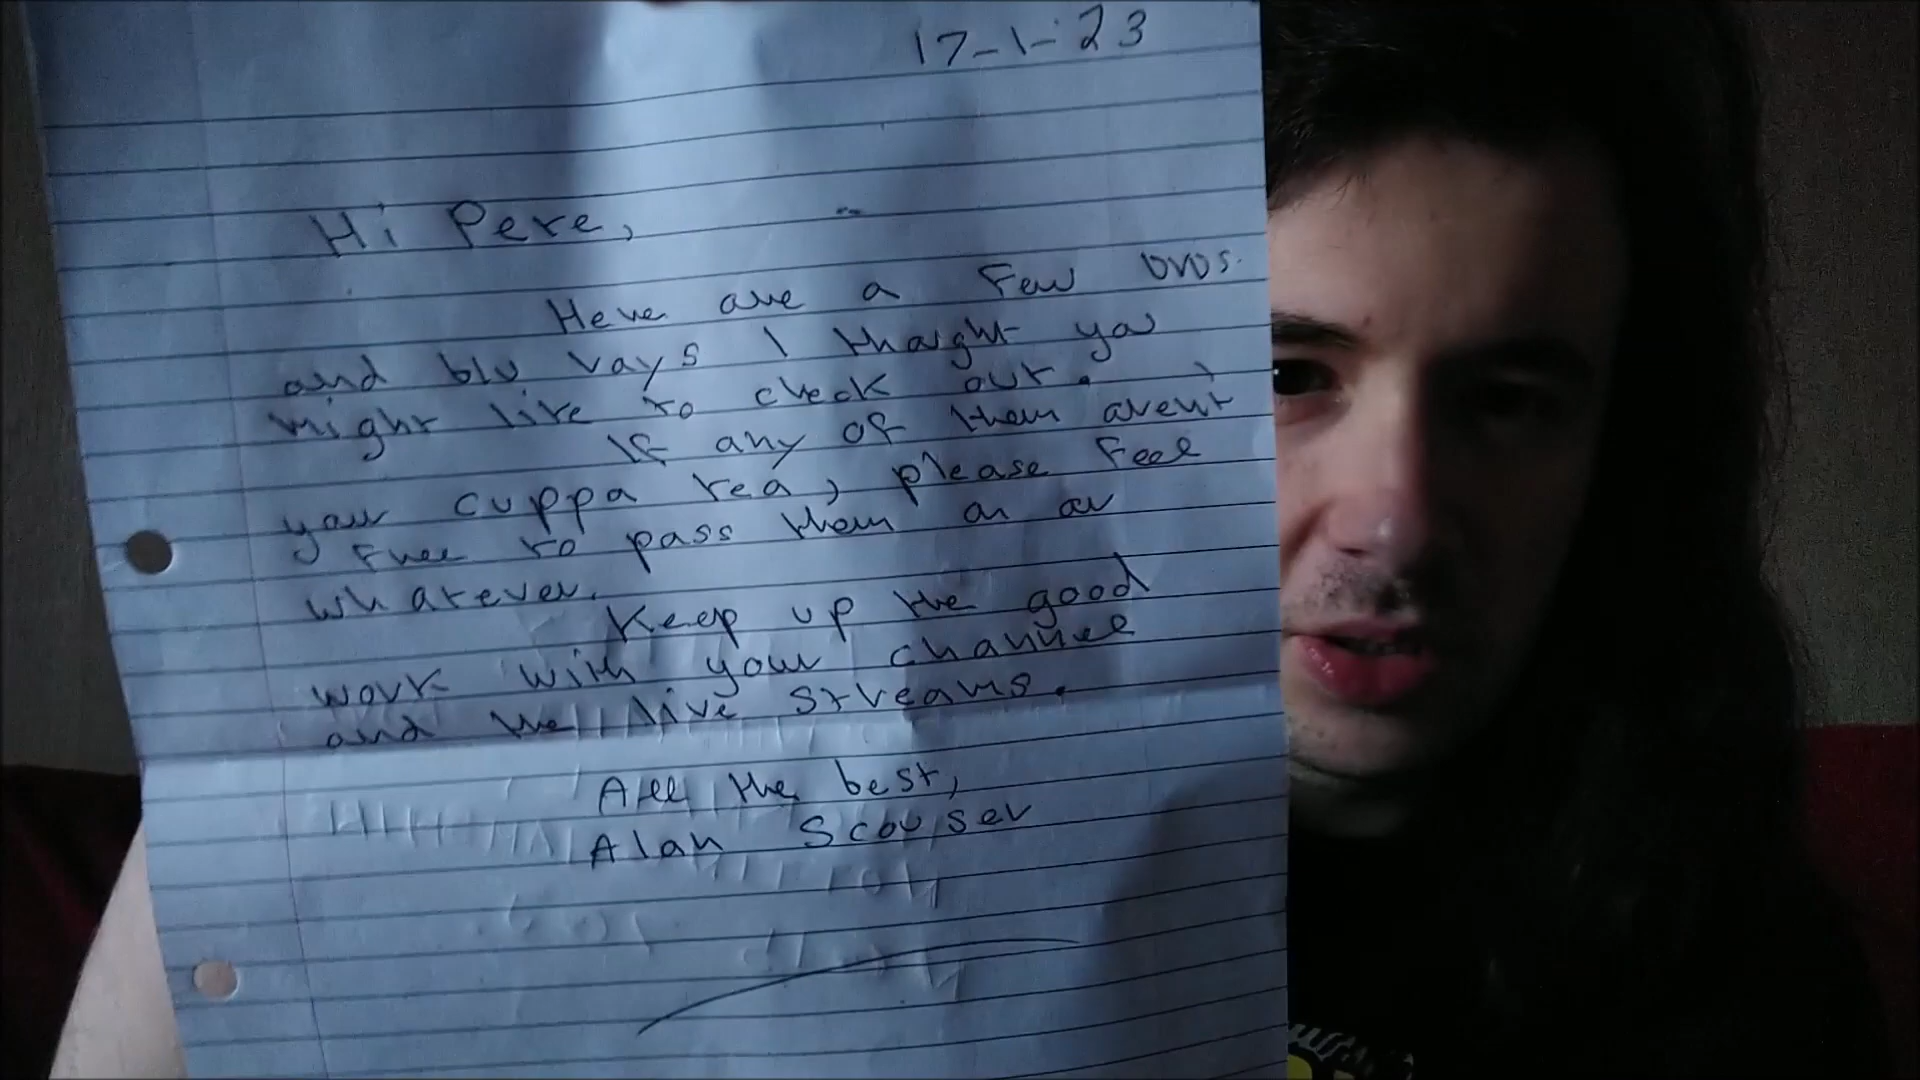 17-1-23
Hi Pete,
Here are a few DVDs
and blu rays I thought you
might like to check out.
If any of them aren't
your cuppa tea, please feel
free to pass them on or
whatever.
Keep up the good
work with your channel
and the live streams.
All the best,
Alan Scouser